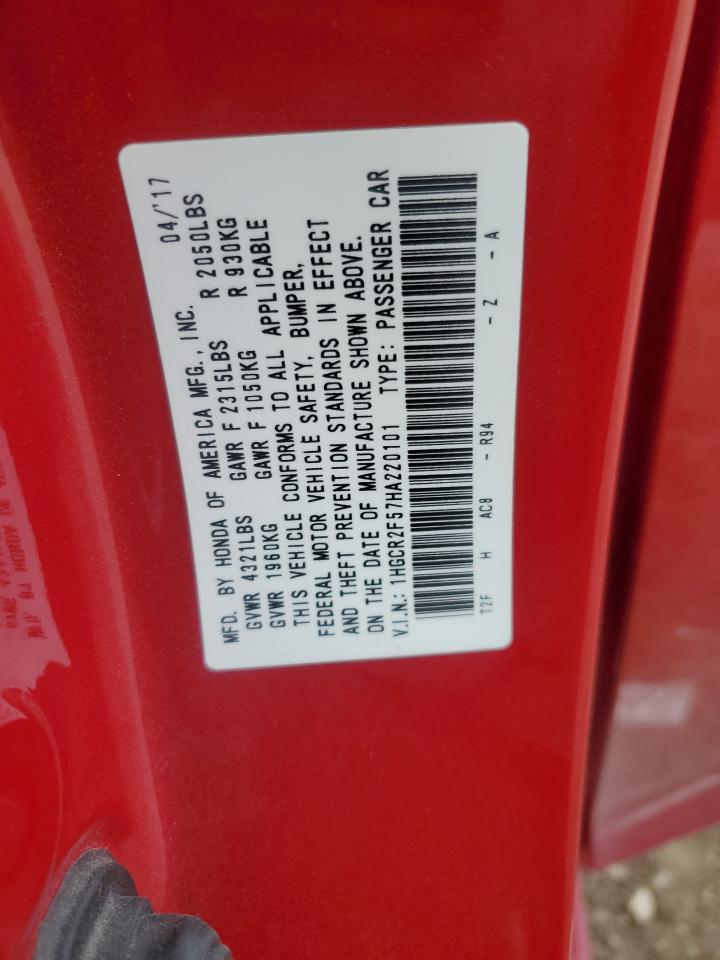 MFD. BY HONDA OF AMERICA MFG., INC. 04/'17
GVWR 4321LBS GAWR F 2315LBS R 2050LBS
GVWR 1960KG GAWR F 1050KG R 930KG
THIS VEHICLE CONFORMS TO ALL APPLICABLE
FEDERAL MOTOR VEHICLE SAFETY, BUMPER,
AND THEFT PREVENTION STANDARDS IN EFFECT
ON THE DATE OF MANUFACTURE SHOWN ABOVE.
V.I.N.: 1HGCR2F57HA220101 TYPE: PASSENGER CAR
T2F H AC8 - R94 - Z - A